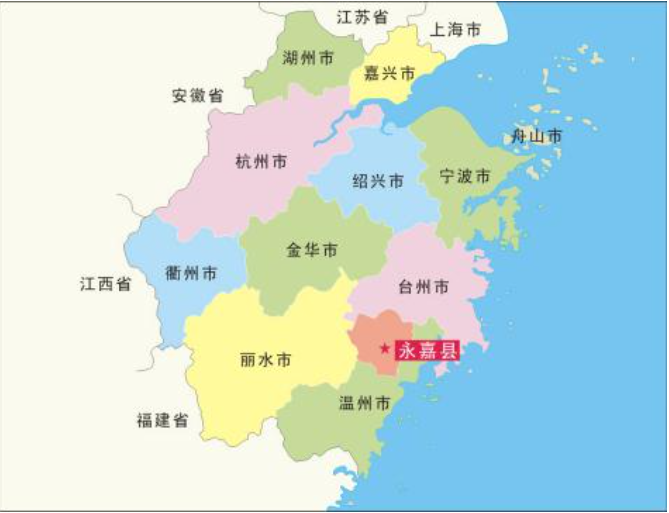 江苏省
上海市
湖州市
嘉兴市
安徽省
舟山市
杭州市
绍兴市
宁波市
金华市
衢州市
江西省
台州市
永嘉县
丽水市
温州市
福建省